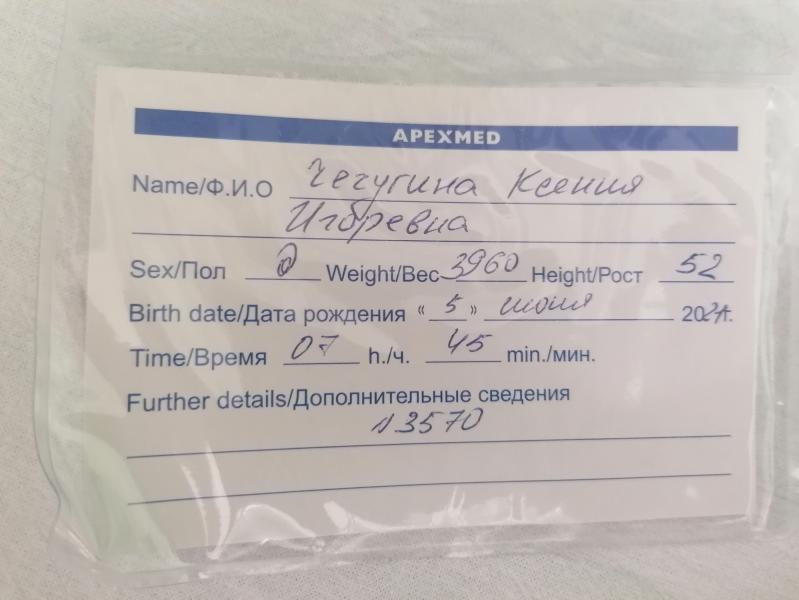 APEXMED
Name/Ф.И.О Чечугина Ксения
Игоревна
Sex/Пол д Weight/Вес 3960 Height/Рост 52
Birth date/Дата рождения « 5 » июня 2021г.
Time/Время 07 h./ч. 45 min./мин.
Further details/Дополнительные сведения
13570